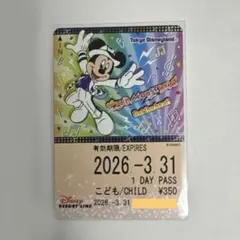 Tokyo Disneyland
有効期限/EXPIRES
2026-3.31
1 DAY PASS
こども/CHILD ¥350
Disney
RESORT LINE
2026-3.31